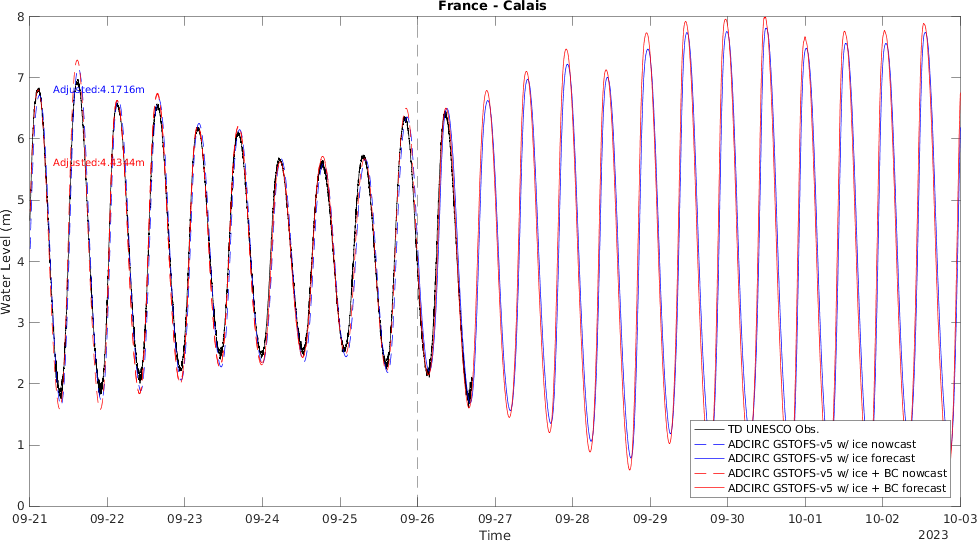 France - Calais
8
7
6
5
4
3
2
1
0
Water Level (m)
Adjusted:4.1716m
Adjusted:4.4344m
TD UNESCO Obs.
ADCIRC GSTOFS-v5 w/ ice nowcast
ADCIRC GSTOFS-v5 w/ ice forecast
ADCIRC GSTOFS-v5 w/ ice + BC nowcast
ADCIRC GSTOFS-v5 w/ ice + BC forecast
09-21 09-22 09-23 09-24 09-25 09-26 09-27 09-28 09-29 09-30 10-01 10-02 10-03
Time
2023